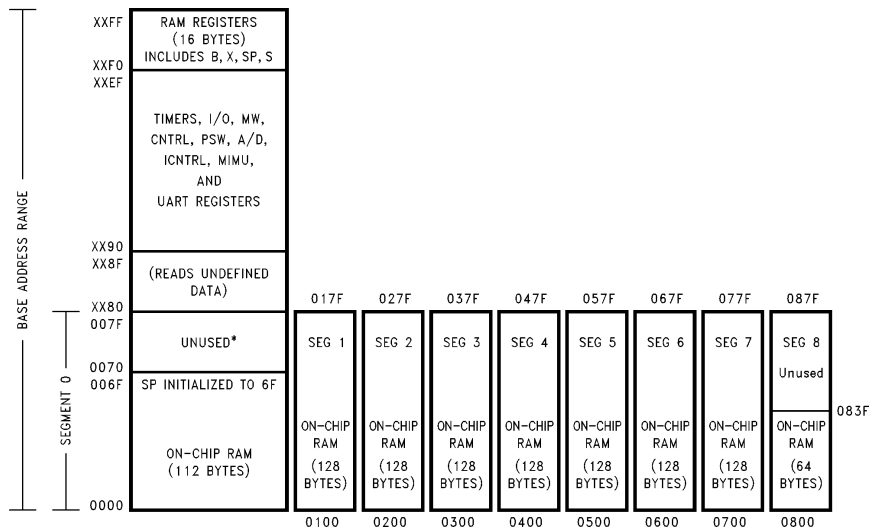 BASE ADDRESS RANGE
SEGMENT 0
XXFF
RAM REGISTERS
(16 BYTES)
INCLUDES B, X, SP, S
XXF0
XXEF
TIMERS, I/O, MW,
CNTRL, PSW, A/D,
ICNTRL, MIMU,
AND
UART REGISTERS
XX90
XX8F
(READS UNDEFINED
DATA)
XX80
007F
UNUSED*
0070
006F
SP INITIALIZED TO 6F
ON-CHIP RAM
(112 BYTES)
0000
017F
SEG 1
ON-CHIP
RAM
(128
BYTES)
0100
027F
SEG 2
ON-CHIP
RAM
(128
BYTES)
0200
037F
SEG 3
ON-CHIP
RAM
(128
BYTES)
0300
047F
SEG 4
ON-CHIP
RAM
(128
BYTES)
0400
057F
SEG 5
ON-CHIP
RAM
(128
BYTES)
0500
067F
SEG 6
ON-CHIP
RAM
(128
BYTES)
0600
077F
SEG 7
ON-CHIP
RAM
(128
BYTES)
0700
087F
SEG 8
Unused
083F
ON-CHIP
RAM
(64
BYTES)
0800